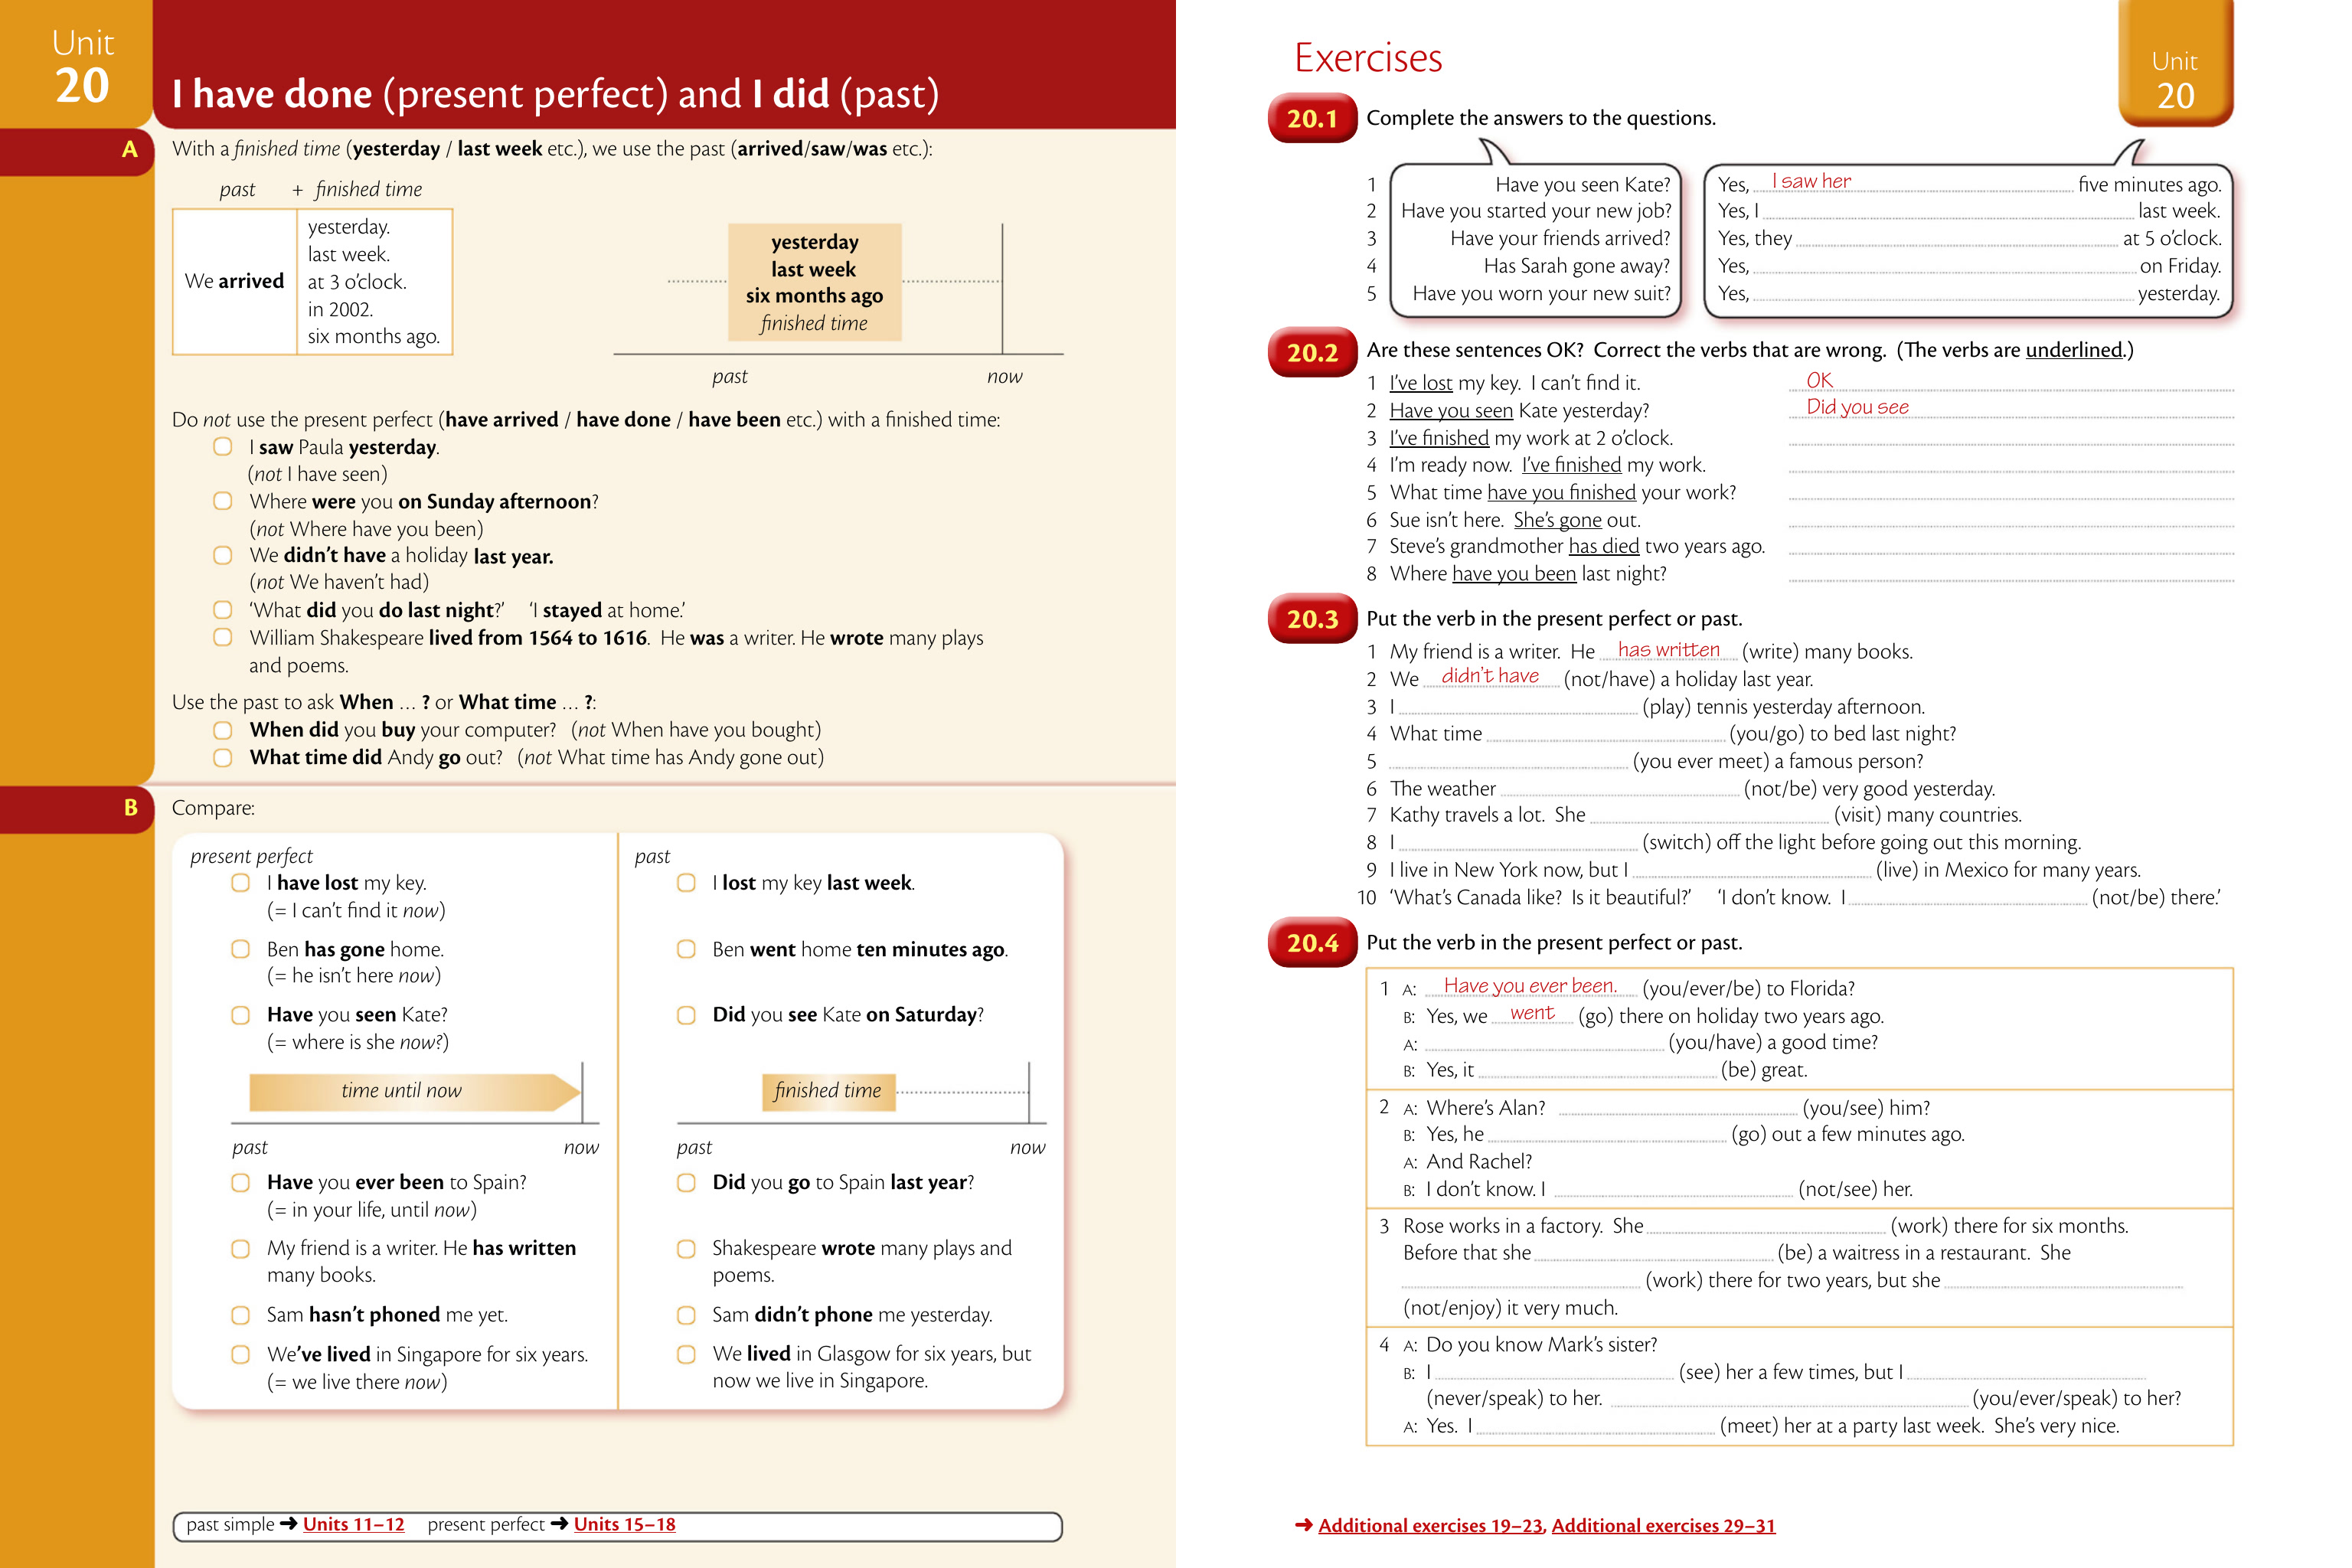 Unit
20
I have done (present perfect) and I did (past)
A
With a finished time (yesterday / last week etc.), we use the past (arrived/saw/was etc.):
past + finished time
We arrived
yesterday.
last week.
at 3 o'clock.
in 2002.
six months ago.
yesterday
last week
six months ago
finished time
past now
Do not use the present perfect (have arrived / have done / have been etc.) with a finished time:
I saw Paula yesterday.
(not I have seen)
Where were you on Sunday afternoon?
(not Where have you been)
We didn't have a holiday last year.
(not We haven't had)
'What did you do last night?' 'I stayed at home.'
William Shakespeare lived from 1564 to 1616. He was a writer. He wrote many plays
and poems.
Use the past to ask When … ? or What time … ?:
When did you buy your computer? (not When have you bought)
What time did Andy go out? (not What time has Andy gone out)
B
Compare:
present perfect
I have lost my key.
(= I can't find it now)
Ben has gone home.
(= he isn't here now)
Have you seen Kate?
(= where is she now?)
time until now
past now
Have you ever been to Spain?
(= in your life, until now)
My friend is a writer. He has written
many books.
Sam hasn't phoned me yet.
We've lived in Singapore for six years.
(= we live there now)
past
I lost my key last week.
Ben went home ten minutes ago.
Did you see Kate on Saturday?
finished time
past now
Did you go to Spain last year?
Shakespeare wrote many plays and
poems.
Sam didn't phone me yesterday.
We lived in Glasgow for six years, but
now we live in Singapore.
past simple ➜ Units 11–12 present perfect ➜ Units 15–18
Exercises
Unit
20
20.1 Complete the answers to the questions.
1 Have you seen Kate? Yes, I saw her five minutes ago.
2 Have you started your new job? Yes, I last week.
3 Have your friends arrived? Yes, they at 5 o'clock.
4 Has Sarah gone away? Yes, on Friday.
5 Have you worn your new suit? Yes, yesterday.
20.2 Are these sentences OK? Correct the verbs that are wrong. (The verbs are underlined.)
1 I've lost my key. I can't find it. OK
2 Have you seen Kate yesterday? Did you see
3 I've finished my work at 2 o'clock.
4 I'm ready now. I've finished my work.
5 What time have you finished your work?
6 Sue isn't here. She's gone out.
7 Steve's grandmother has died two years ago.
8 Where have you been last night?
20.3 Put the verb in the present perfect or past.
1 My friend is a writer. He has written (write) many books.
2 We didn't have (not/have) a holiday last year.
3 I (play) tennis yesterday afternoon.
4 What time (you/go) to bed last night?
5 (you ever meet) a famous person?
6 The weather (not/be) very good yesterday.
7 Kathy travels a lot. She (visit) many countries.
8 I (switch) off the light before going out this morning.
9 I live in New York now, but I (live) in Mexico for many years.
10 'What's Canada like? Is it beautiful?' 'I don't know. I (not/be) there.'
20.4 Put the verb in the present perfect or past.
1 A: Have you ever been. (you/ever/be) to Florida?
B: Yes, we went (go) there on holiday two years ago.
A: (you/have) a good time?
B: Yes, it (be) great.
2 A: Where's Alan? (you/see) him?
B: Yes, he (go) out a few minutes ago.
A: And Rachel?
B: I don't know. I (not/see) her.
3 Rose works in a factory. She (work) there for six months.
Before that she (be) a waitress in a restaurant. She
(work) there for two years, but she
(not/enjoy) it very much.
4 A: Do you know Mark's sister?
B: I (see) her a few times, but I
(never/speak) to her. (you/ever/speak) to her?
A: Yes. I (meet) her at a party last week. She's very nice.
➜ Additional exercises 19–23, Additional exercises 29–31